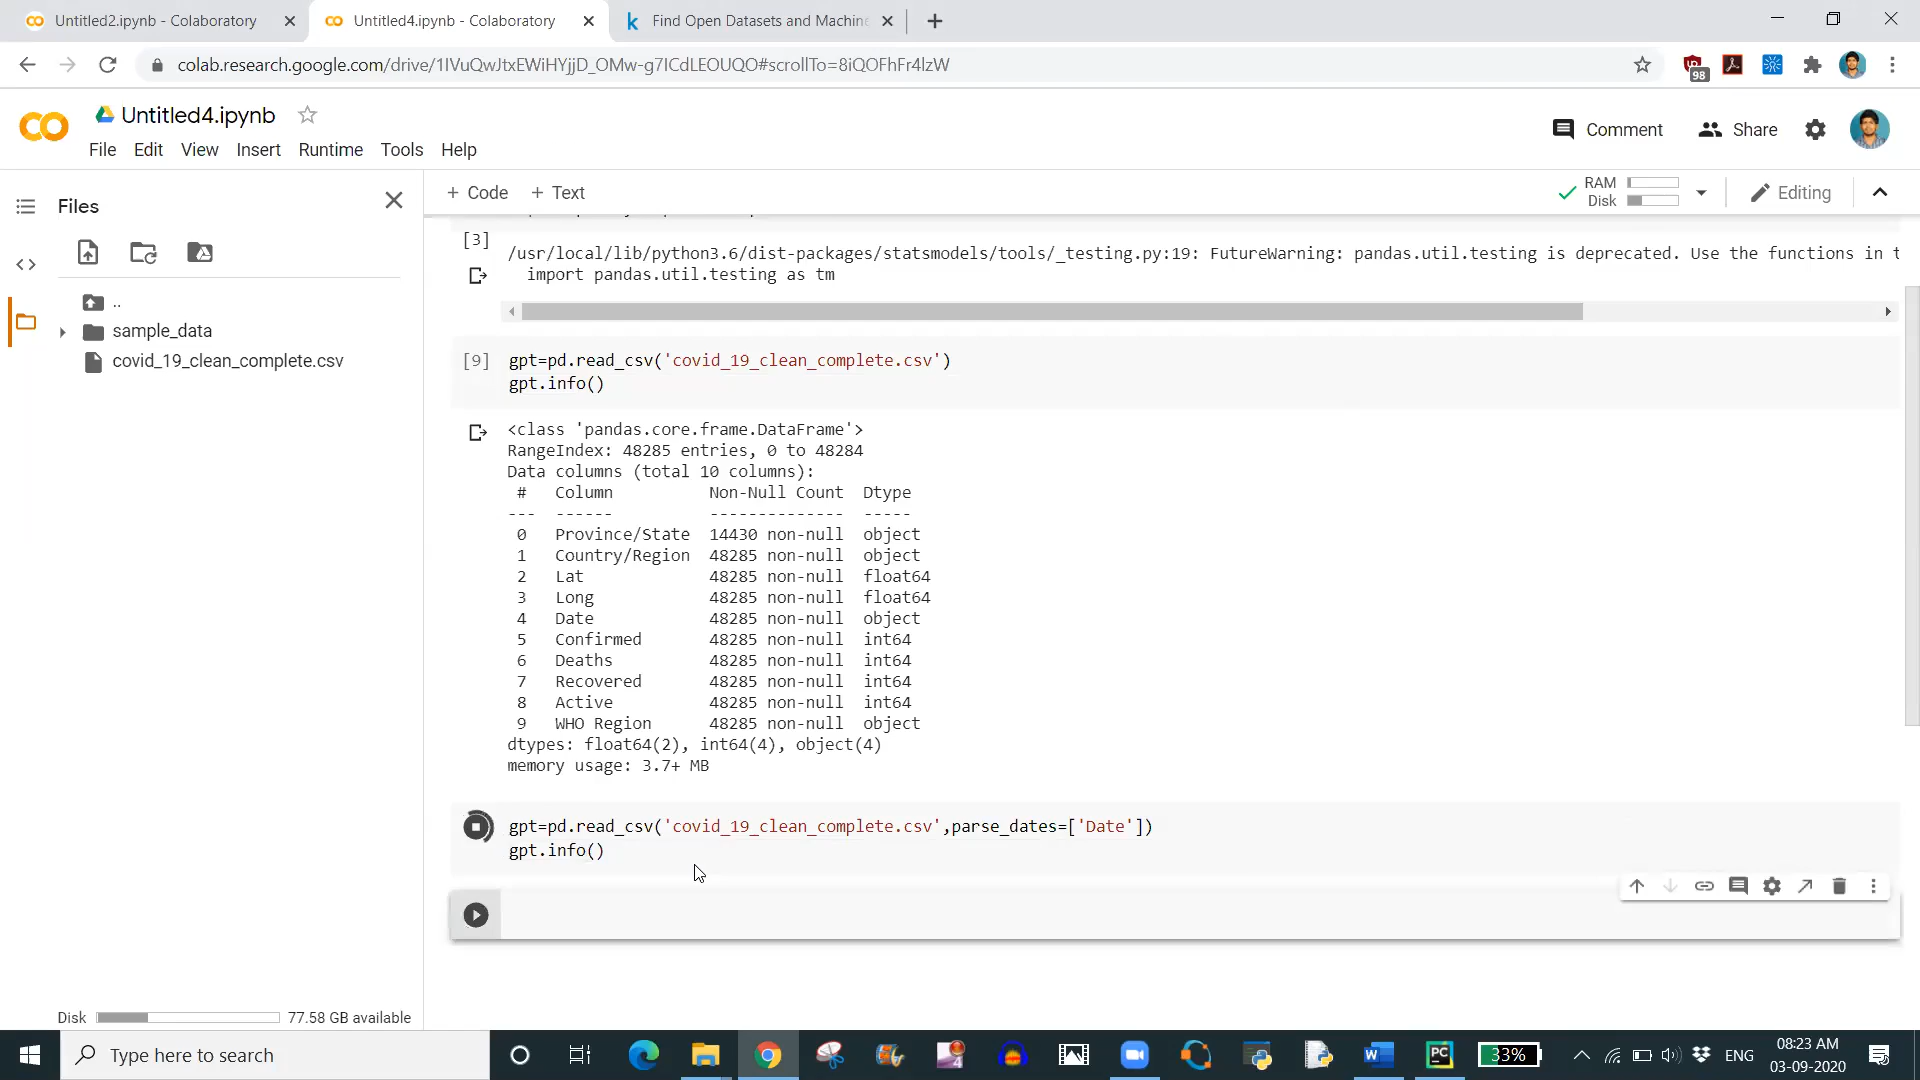 Untitled2.ipynb - Colaboratory
Untitled4.ipynb - Colaboratory
Find Open Datasets and Machine
colab.research.google.com/drive/1IVuQwJtxEWiHYjjD_OMw-g7ICdLEOUQO#scrollTo=8iQOFhFr4lzW
98
Untitled4.ipynb
Comment
Share
File Edit View Insert Runtime Tools Help
Files
+ Code + Text
RAM
Disk
Editing
..
sample_data
covid_19_clean_complete.csv
[3]
/usr/local/lib/python3.6/dist-packages/statsmodels/tools/_testing.py:19: FutureWarning: pandas.util.testing is deprecated. Use the functions in t
import pandas.util.testing as tm
[9] gpt=pd.read_csv('covid_19_clean_complete.csv')
gpt.info()
<class 'pandas.core.frame.DataFrame'>
RangeIndex: 48285 entries, 0 to 48284
Data columns (total 10 columns):
# Column Non-Null Count Dtype
--- ------ -------------- -----
0 Province/State 14430 non-null object
1 Country/Region 48285 non-null object
2 Lat 48285 non-null float64
3 Long 48285 non-null float64
4 Date 48285 non-null object
5 Confirmed 48285 non-null int64
6 Deaths 48285 non-null int64
7 Recovered 48285 non-null int64
8 Active 48285 non-null int64
9 WHO Region 48285 non-null object
dtypes: float64(2), int64(4), object(4)
memory usage: 3.7+ MB
gpt=pd.read_csv('covid_19_clean_complete.csv',parse_dates=['Date'])
gpt.info()
Disk 77.58 GB available
Type here to search
33%
ENG
08:23 AM
03-09-2020